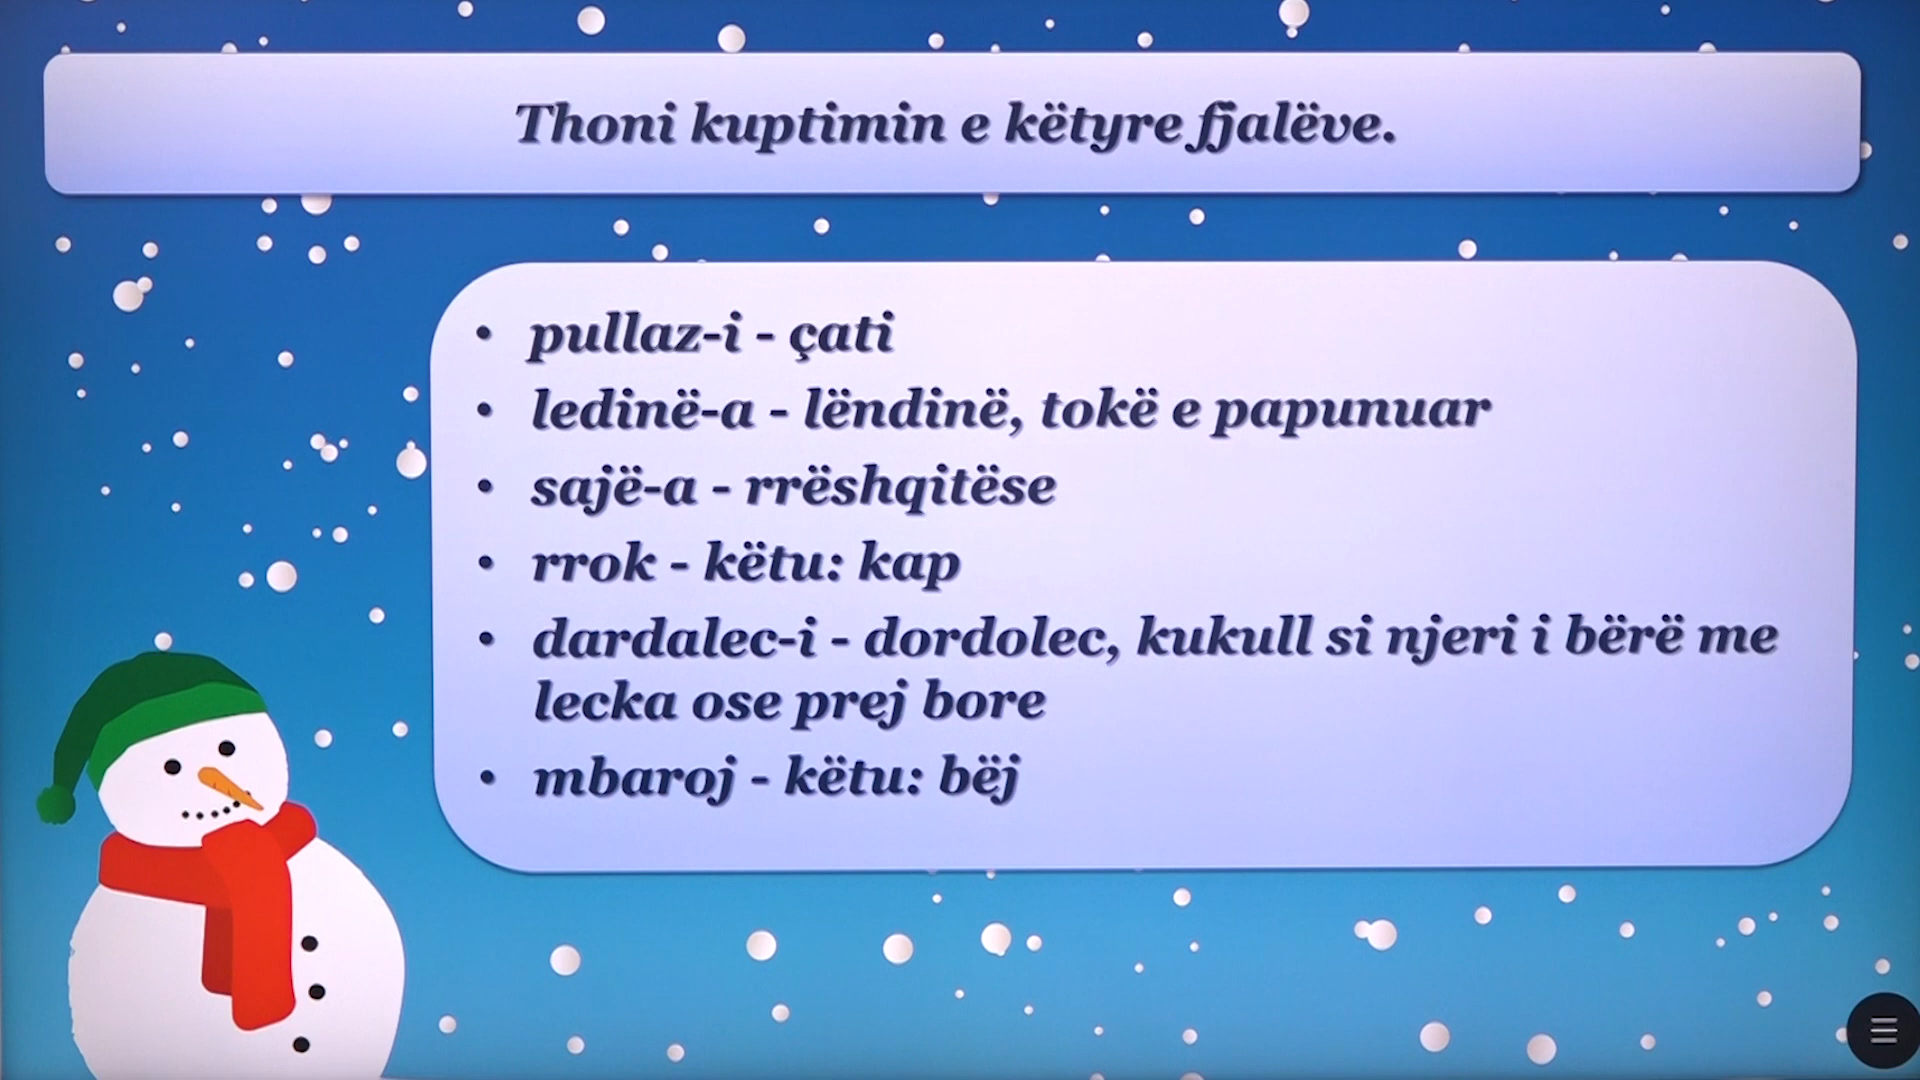 Thoni kuptimin e këtyre fjalëve.
• pullaz-i - çati
• ledinë-a - lëndinë, tokë e papunuar
• sajë-a - rrëshqitëse
• rrok - këtu: kap
• dardalec-i - dordolec, kukull si njeri i bërë me
lecka ose prej bore
• mbaroj - këtu: bëj